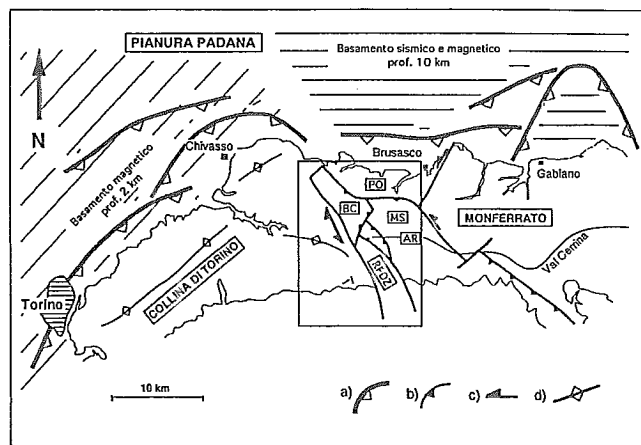 PIANURA PADANA
Basamento sismico e magnetico
prof. 10 km
N
Chivasso
Brusasco
Gabiano
Basamento magnetico
prof. 2 km
PO
BC
MS
MONFERRATO
AR
RFDZ
Val Cerrina
COLLINA DI TORINO
Torino
10 km
a)
b)
c)
d)